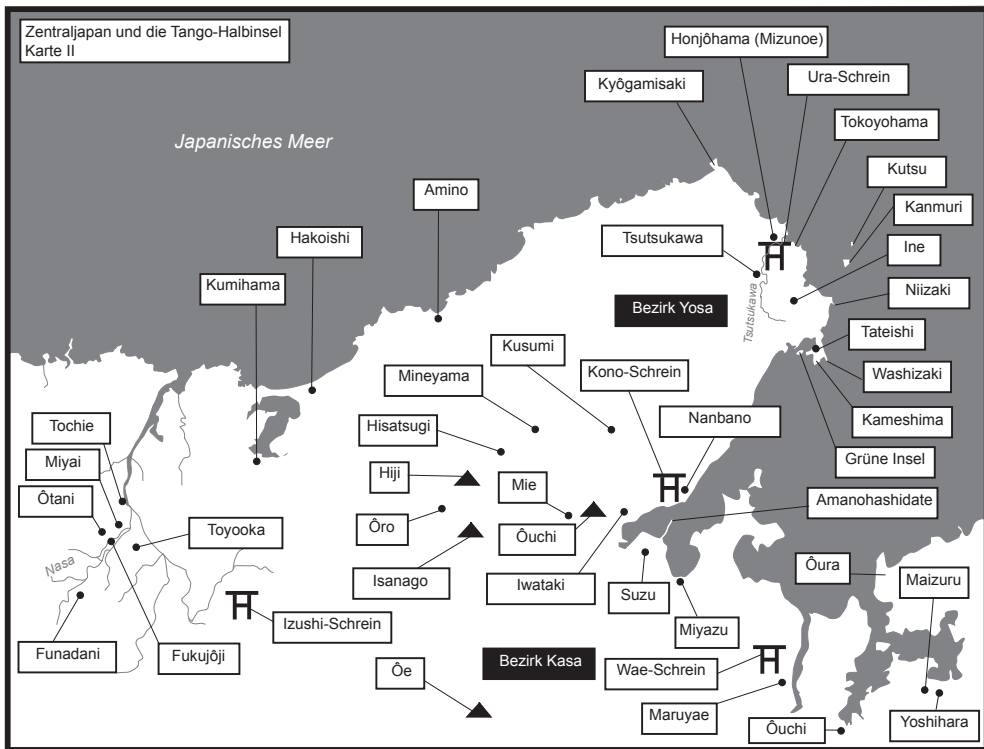 Zentraljapan und die Tango-Halbinsel
Karte II
Honjôhama (Mizunoe)
Kyôgamisaki
Ura-Schrein
Tokoyohama
Japanisches Meer
Kutsu
Amino
Kanmuri
Hakoishi
Tsutsukawa
Ine
Kumihama
Niizaki
Bezirk Yosa
Tsutsukawa
Tateishi
Kusumi
Kono-Schrein
Washizaki
Mineyama
Nanbano
Kameshima
Tochie
Hisatsugi
Grüne Insel
Miyai
Hiji
Mie
Amanohashidate
Ôtani
Ôro
Ôuchi
Toyooka
Nasa
Isanago
Iwataki
Suzu
Ôura
Maizuru
Izushi-Schrein
Miyazu
Funadani
Fukujôji
Bezirk Kasa
Wae-Schrein
Ôe
Maruyae
Ôuchi
Yoshihara